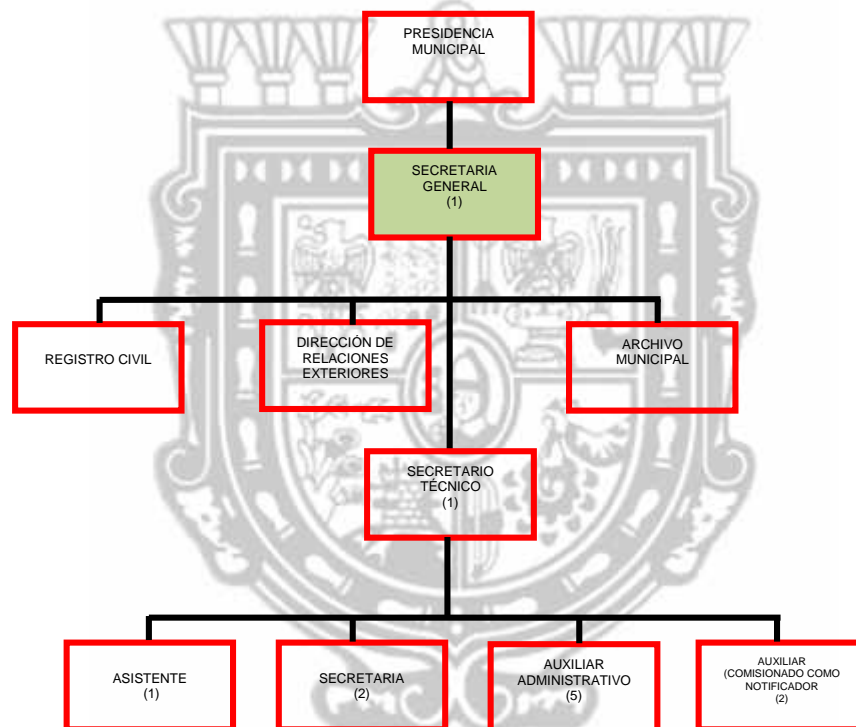 PRESIDENCIA
MUNICIPAL
SECRETARIA
GENERAL
(1)
REGISTRO CIVIL
DIRECCIÓN DE
RELACIONES
EXTERIORES
ARCHIVO
MUNICIPAL
SECRETARIO
TÉCNICO
(1)
ASISTENTE
(1)
SECRETARIA
(2)
AUXILIAR
ADMINISTRATIVO
(5)
AUXILIAR
(COMISIONADO COMO
NOTIFICADOR
(2)